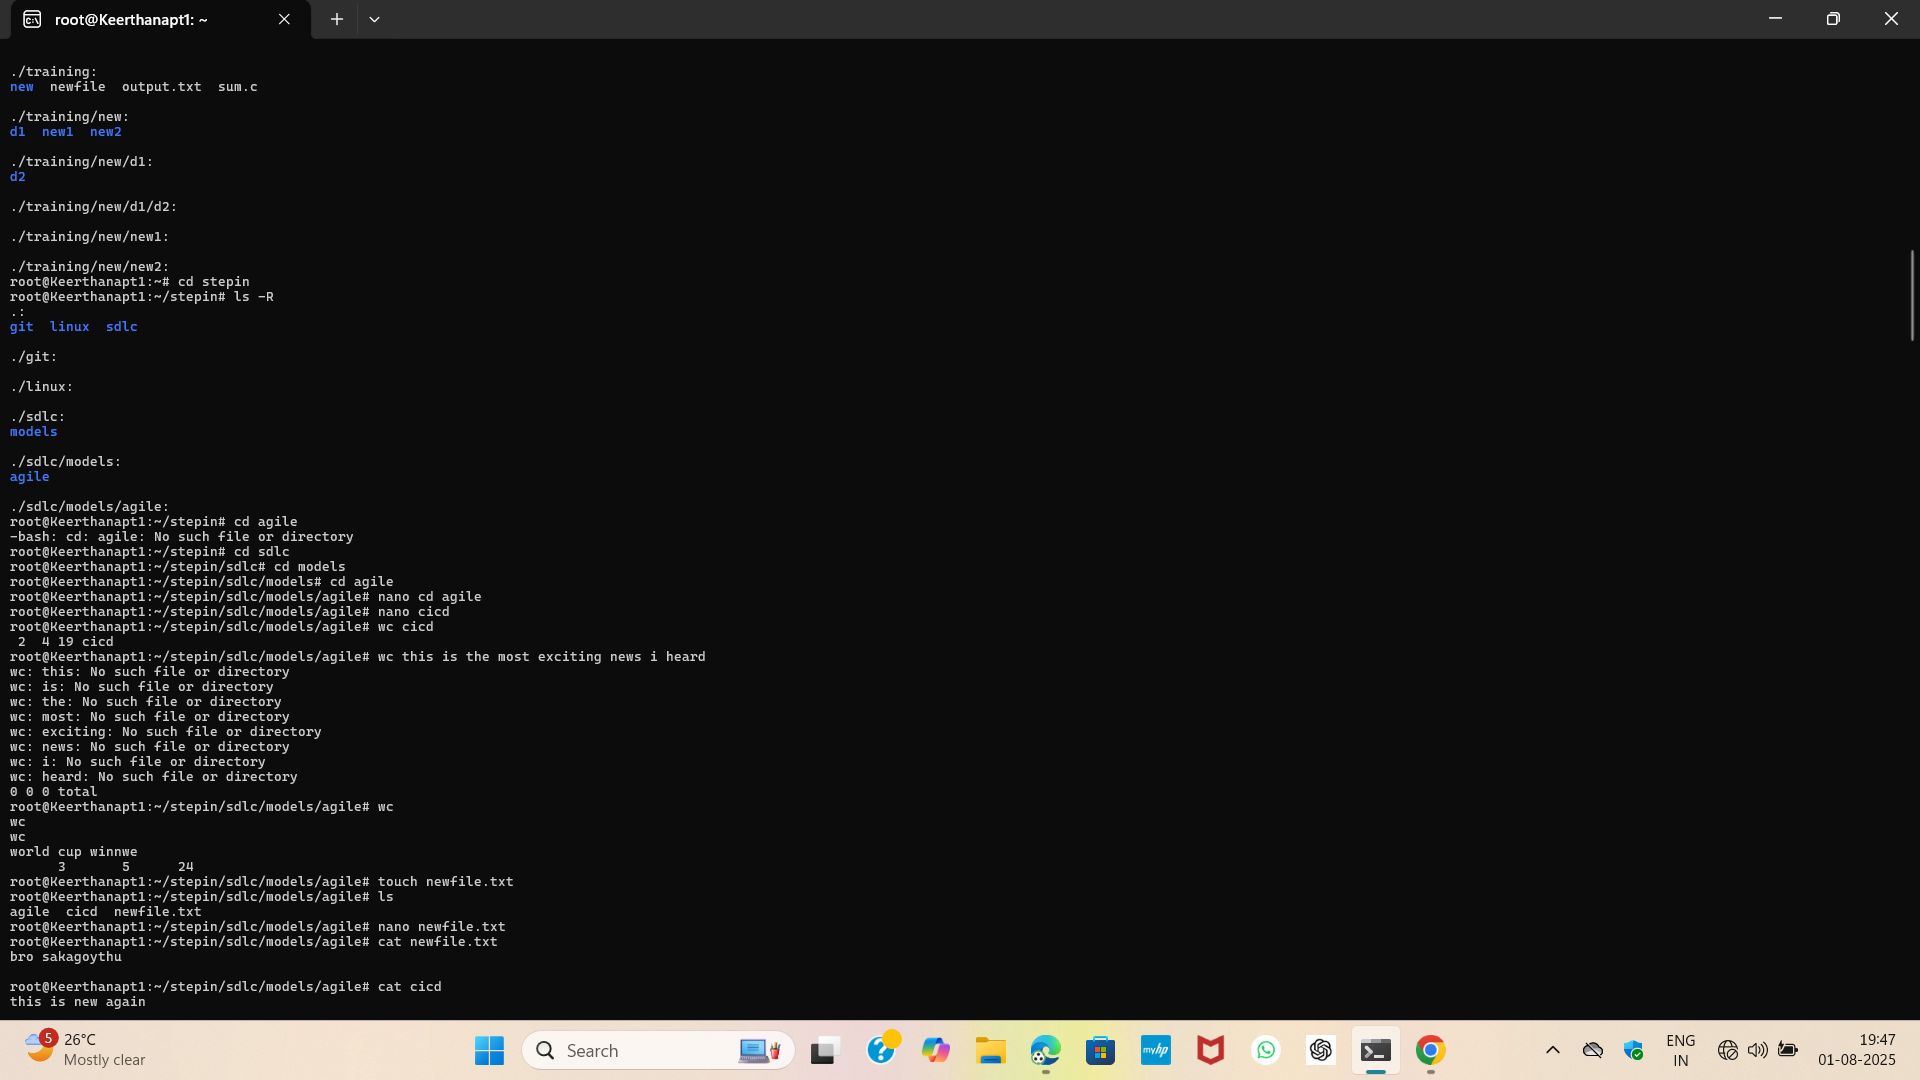 root@Keerthanapt1: ~
./training:
new  newfile  output.txt  sum.c
./training/new:
d1  new1  new2
./training/new/d1:
d2
./training/new/d1/d2:
./training/new/new1:
./training/new/new2:
root@Keerthanapt1:~# cd stepin
root@Keerthanapt1:~/stepin# ls -R
.:
git  linux  sdlc
./git:
./linux:
./sdlc:
models
./sdlc/models:
agile
./sdlc/models/agile:
root@Keerthanapt1:~/stepin# cd agile
-bash: cd: agile: No such file or directory
root@Keerthanapt1:~/stepin# cd sdlc
root@Keerthanapt1:~/stepin/sdlc# cd models
root@Keerthanapt1:~/stepin/sdlc/models# cd agile
root@Keerthanapt1:~/stepin/sdlc/models/agile# nano cd agile
root@Keerthanapt1:~/stepin/sdlc/models/agile# nano cicd
root@Keerthanapt1:~/stepin/sdlc/models/agile# wc cicd
 2  4 19 cicd
root@Keerthanapt1:~/stepin/sdlc/models/agile# wc this is the most exciting news i heard
wc: this: No such file or directory
wc: is: No such file or directory
wc: the: No such file or directory
wc: most: No such file or directory
wc: exciting: No such file or directory
wc: news: No such file or directory
wc: i: No such file or directory
wc: heard: No such file or directory
0 0 0 total
root@Keerthanapt1:~/stepin/sdlc/models/agile# wc
wc
wc
world cup winnwe
      3       5      24
root@Keerthanapt1:~/stepin/sdlc/models/agile# touch newfile.txt
root@Keerthanapt1:~/stepin/sdlc/models/agile# ls
agile  cicd  newfile.txt
root@Keerthanapt1:~/stepin/sdlc/models/agile# nano newfile.txt
root@Keerthanapt1:~/stepin/sdlc/models/agile# cat newfile.txt
bro sakagoythu
root@Keerthanapt1:~/stepin/sdlc/models/agile# cat cicd
this is new again
5
26°C
Mostly clear
Search
myhp
ENG
IN
19:47
01-08-2025